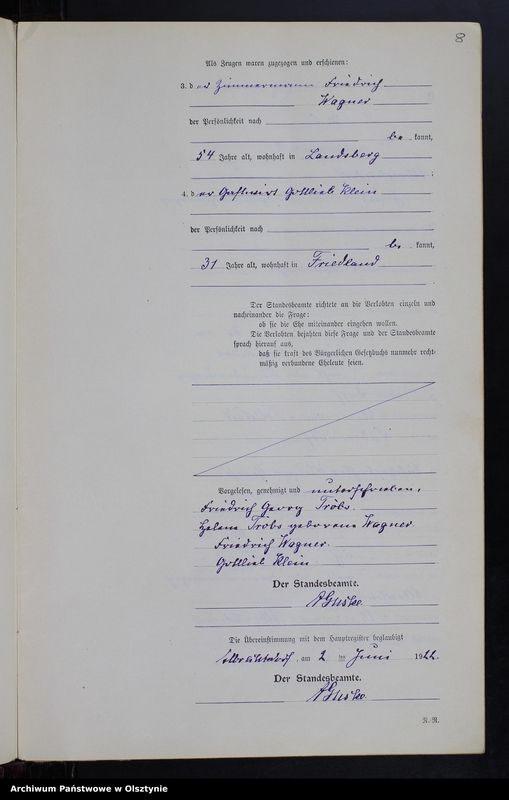 8
Als Zeugen waren zugezogen und erschienen:
3. der Zimmermann Friedrich
Wagner
der Persönlichkeit nach
be kannt,
54 Jahre alt, wohnhaft in Landsberg
;
4. der Gastwirt Gottlieb Klein
der Persönlichkeit nach
be kannt,
31 Jahre alt, wohnhaft in Friedland
Der Standesbeamte richtete an die Verlobten einzeln und
nacheinander die Frage:
ob sie die Ehe miteinander eingehen wollen.
Die Verlobten bejahten diese Frage und der Standesbeamte
sprach hierauf aus,
daß sie kraft des Bürgerlichen Gesetzbuchs nunmehr recht-
mäßig verbundene Eheleute seien.
Vorgelesen, genehmigt und unterschrieben,
Friedrich Georg Tröbs.
Helene Tröbs geborene Wagner.
Friedrich Wagner.
Gottlieb Klein
Der Standesbeamte.
Die Übereinstimmung mit dem Hauptregister beglaubigt
, am 2 ten Juni 1922.
Der Standesbeamte.
N.-R.
Archiwum Państwowe w Olsztynie